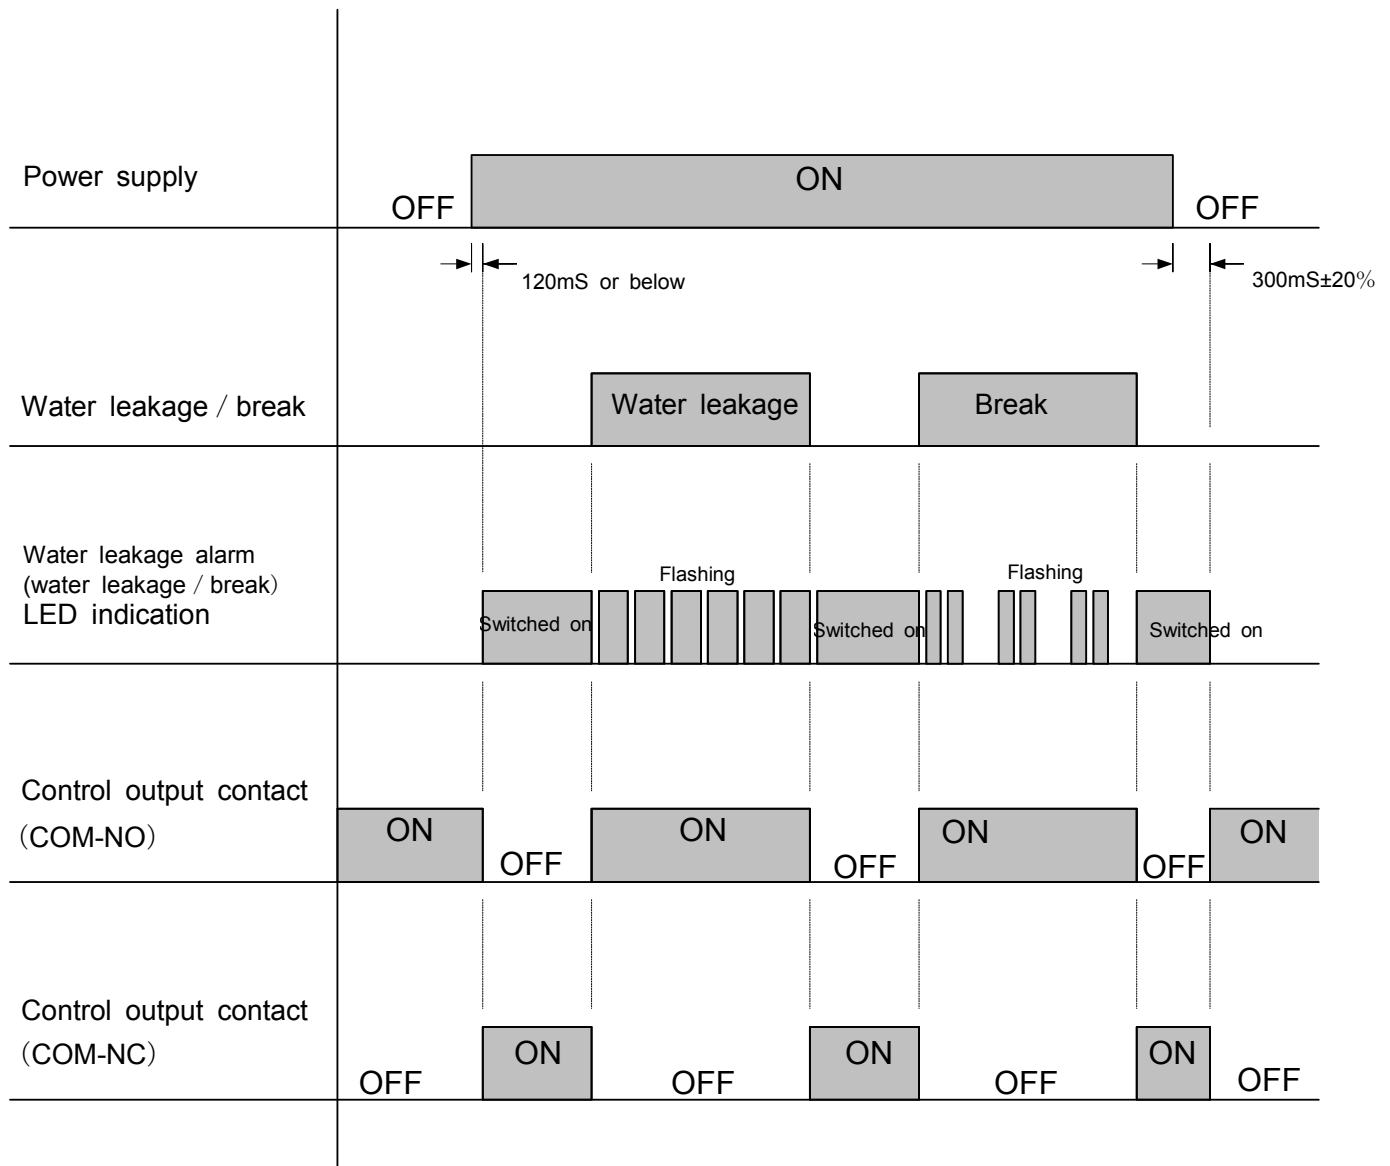 Power supply
ON
OFF
OFF
120mS or below
300mS±20%
Water leakage / break
Water leakage
Break
Water leakage alarm
(water leakage / break)
LED indication
Flashing
Flashing
Switched on
Switched on
Switched on
Control output contact
(COM-NO)
ON
OFF
ON
OFF
ON
OFF
ON
Control output contact
(COM-NC)
OFF
ON
OFF
ON
OFF
ON
OFF